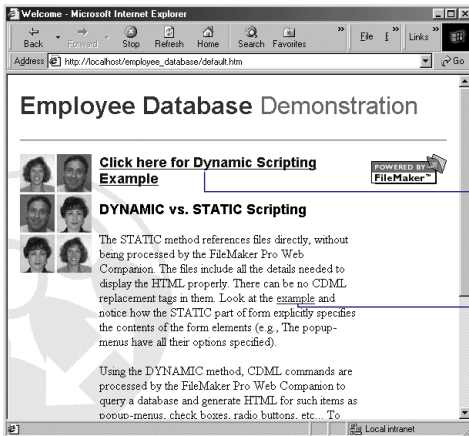 Welcome - Microsoft Internet Explorer
Back Forward Stop Refresh Home Search Favorites » File E » Links »
Address http://localhost/employee_database/default.htm Go
Employee Database Demonstration
Click here for Dynamic Scripting
Example
POWERED BY
FileMaker™
DYNAMIC vs. STATIC Scripting
The STATIC method references files directly, without
being processed by the FileMaker Pro Web
Companion. The files include all the details needed to
display the HTML properly. There can be no CDML
replacement tags in them. Look at the example and
notice how the STATIC part of form explicitly specifies
the contents of the form elements (e.g., The popup-
menus have all their options specified).
Using the DYNAMIC method, CDML commands are
processed by the FileMaker Pro Web Companion to
query a database and generate HTML for such items as
popup-menus, check boxes, radio buttons, etc... To
Local intranet